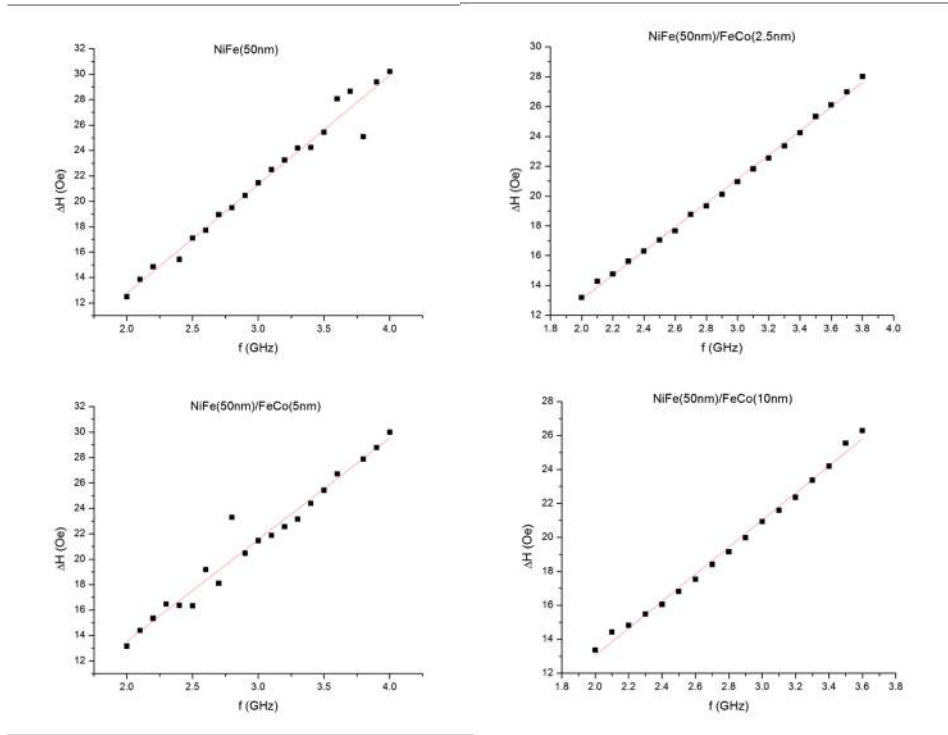 NiFe(50nm)
32
30
28
26
24
22
20
18
16
14
12
ΔH (Oe)
2.0 2.5 3.0 3.5 4.0
f (GHz)
NiFe(50nm)/FeCo(2.5nm)
30
28
26
24
22
20
18
16
14
12
ΔH (Oe)
1.8 2.0 2.2 2.4 2.6 2.8 3.0 3.2 3.4 3.6 3.8 4.0
f (GHz)
NiFe(50nm)/FeCo(5nm)
32
30
28
26
24
22
20
18
16
14
12
ΔH (Oe)
2.0 2.5 3.0 3.5 4.0
f (GHz)
NiFe(50nm)/FeCo(10nm)
28
26
24
22
20
18
16
14
12
ΔH (Oe)
1.8 2.0 2.2 2.4 2.6 2.8 3.0 3.2 3.4 3.6 3.8
f (GHz)